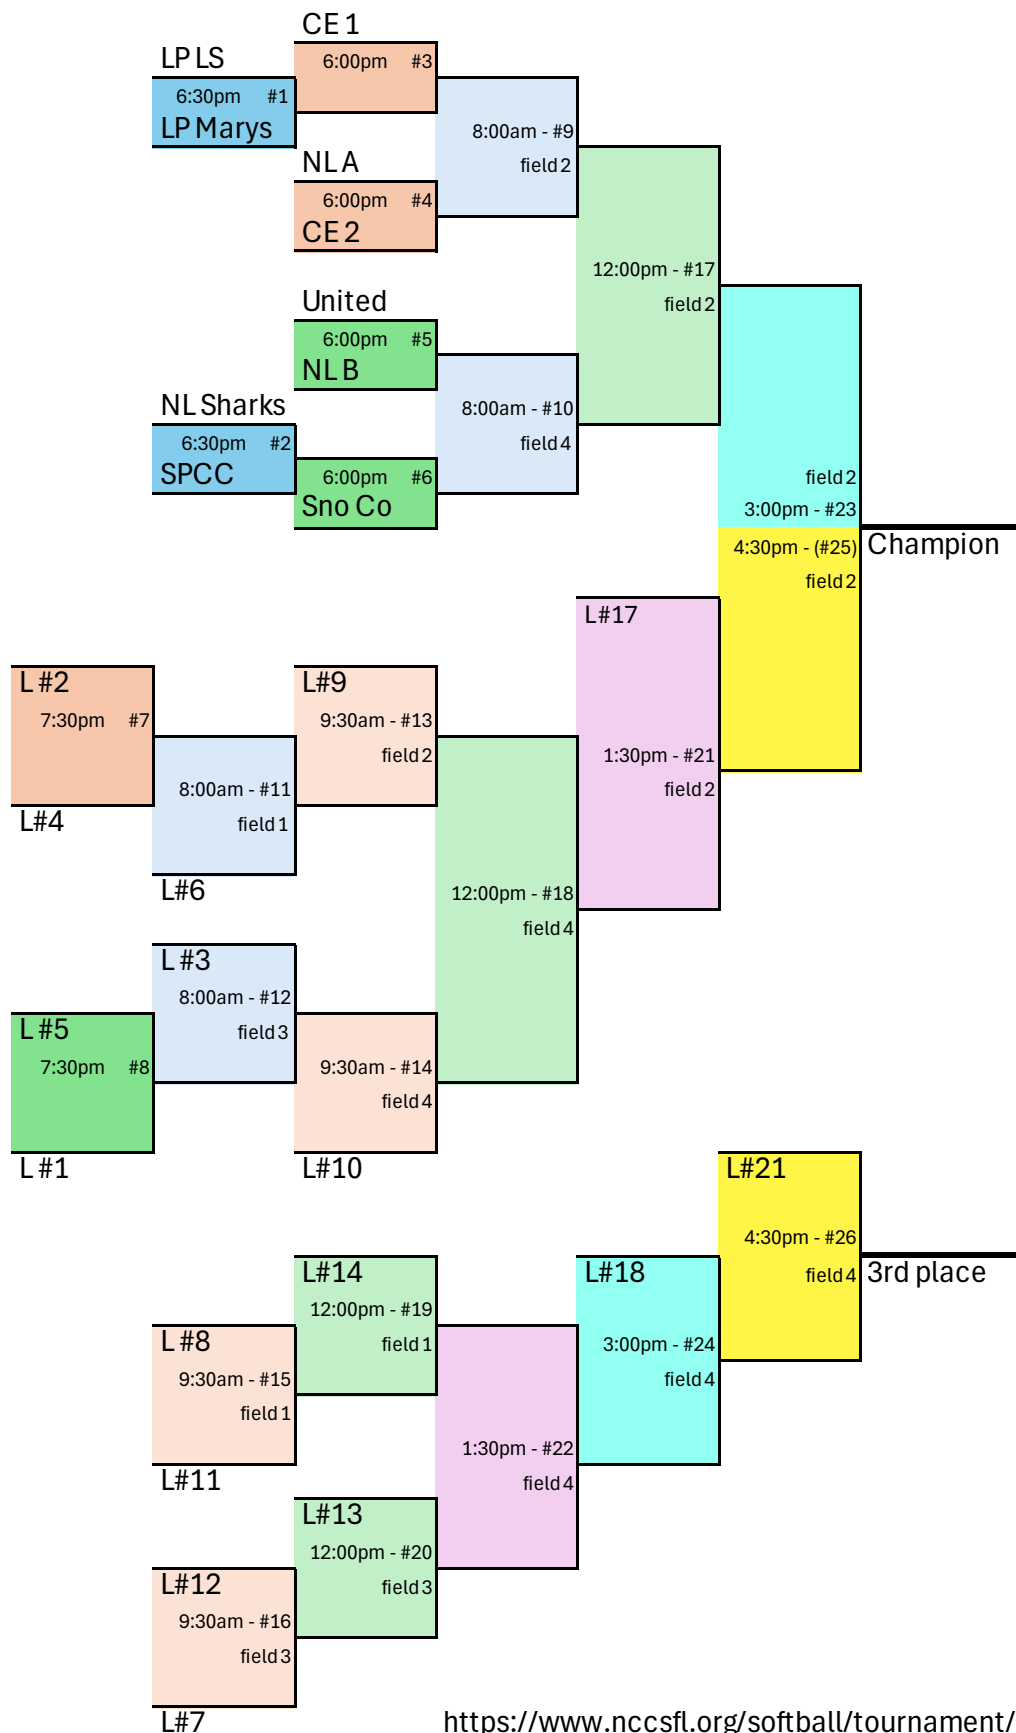 CE 1
LP LS
6:00pm #3
6:30pm #1
LP Marys
8:00am - #9
field 2
NL A
6:00pm #4
CE 2
12:00pm - #17
field 2
United
6:00pm #5
NL B
NL Sharks
8:00am - #10
field 4
6:30pm #2
SPCC
6:00pm #6
Sno Co
field 2
3:00pm - #23
4:30pm - (#25)
field 2
Champion
L#17
L #2
7:30pm #7
L#4
L#9
9:30am - #13
field 2
1:30pm - #21
field 2
8:00am - #11
field 1
L#6
12:00pm - #18
field 4
L #3
8:00am - #12
field 3
L #5
7:30pm #8
L #1
9:30am - #14
field 4
L#10
L#21
4:30pm - #26
field 4
3rd place
L#14
12:00pm - #19
field 1
L#18
3:00pm - #24
field 4
L #8
9:30am - #15
field 1
L#11
1:30pm - #22
field 4
L#13
12:00pm - #20
field 3
L#12
9:30am - #16
field 3
L#7
https://www.nccsfl.org/softball/tournament/